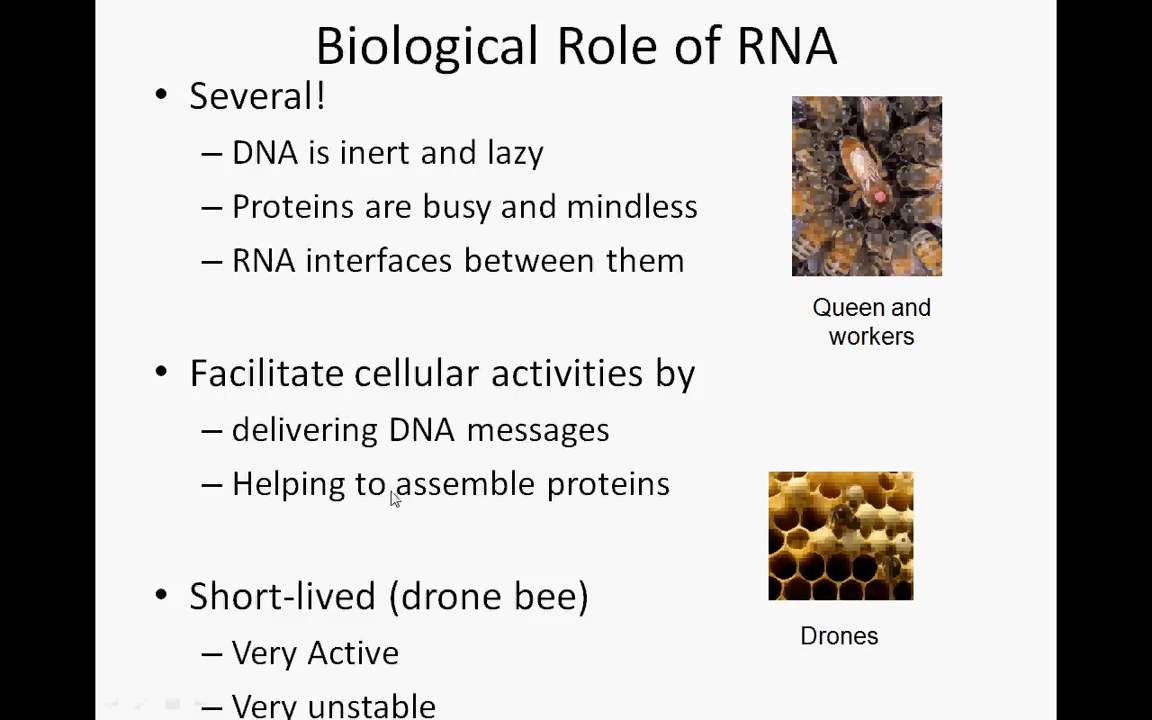 Biological Role of RNA
• Several!
– DNA is inert and lazy
– Proteins are busy and mindless
– RNA interfaces between them
Queen and
workers
• Facilitate cellular activities by
– delivering DNA messages
– Helping to assemble proteins
• Short-lived (drone bee)
Drones
– Very Active
– Very unstable